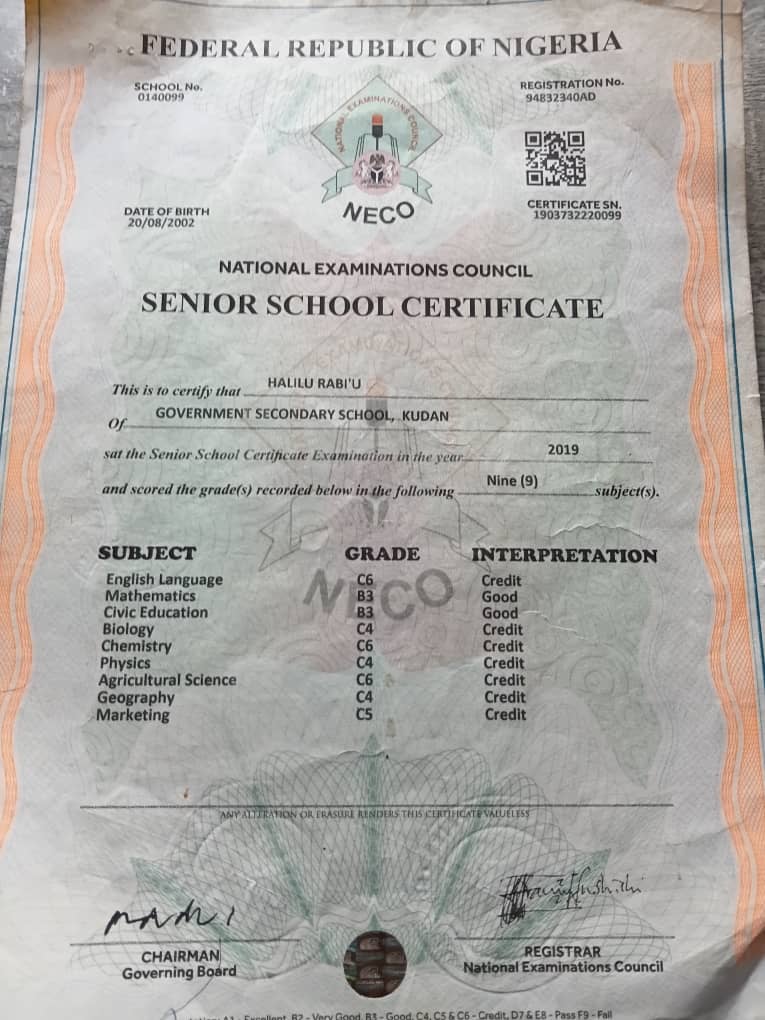 FEDERAL REPUBLIC OF NIGERIA
SCHOOL No.
0140099
REGISTRATION No.
94832340AD
NATIONAL EXAMINATIONS COUNCIL
NECO
DATE OF BIRTH
20/08/2002
CERTIFICATE SN.
1903732220099
NATIONAL EXAMINATIONS COUNCIL
SENIOR SCHOOL CERTIFICATE
This is to certify that HALILU RABI'U
Of GOVERNMENT SECONDARY SCHOOL, KUDAN
sat the Senior School Certificate Examination in the year 2019
and scored the grade(s) recorded below in the following Nine (9) subject(s).
SUBJECT GRADE INTERPRETATION
English Language C6 Credit
Mathematics B3 Good
Civic Education B3 Good
Biology C4 Credit
Chemistry C6 Credit
Physics C4 Credit
Agricultural Science C6 Credit
Geography C4 Credit
Marketing C5 Credit
NECO
ANY ALTERATION OR ERASURE RENDERS THIS CERTIFICATE VALUELESS
CHAIRMAN
Governing Board
REGISTRAR
National Examinations Council
A1 - Excellent, B2 - Very Good, B3 - Good, C4, C5 & C6 - Credit, D7 & E8 - Pass F9 - Fail